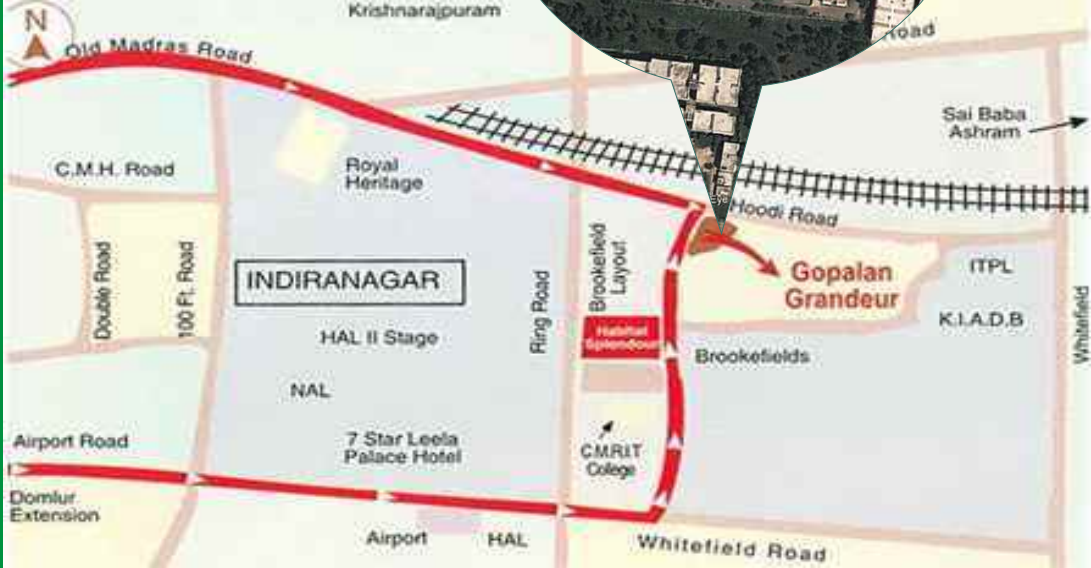 N
Krishnarajpuram
Old Madras Road
Road
Sai Baba
Ashram
C.M.H. Road
Royal
Heritage
Hoodi Road
Double Road
100 Ft. Road
INDIRANAGAR
Ring Road
Brookefield
Layout
Gopalan
Grandeur
ITPL
K.I.A.D.B
Whitefield
HAL II Stage
Habitat
Splendour
Brookefields
NAL
Airport Road
7 Star Leela
Palace Hotel
C.M.R.I.T
College
Domlur
Extension
Airport
HAL
Whitefield Road